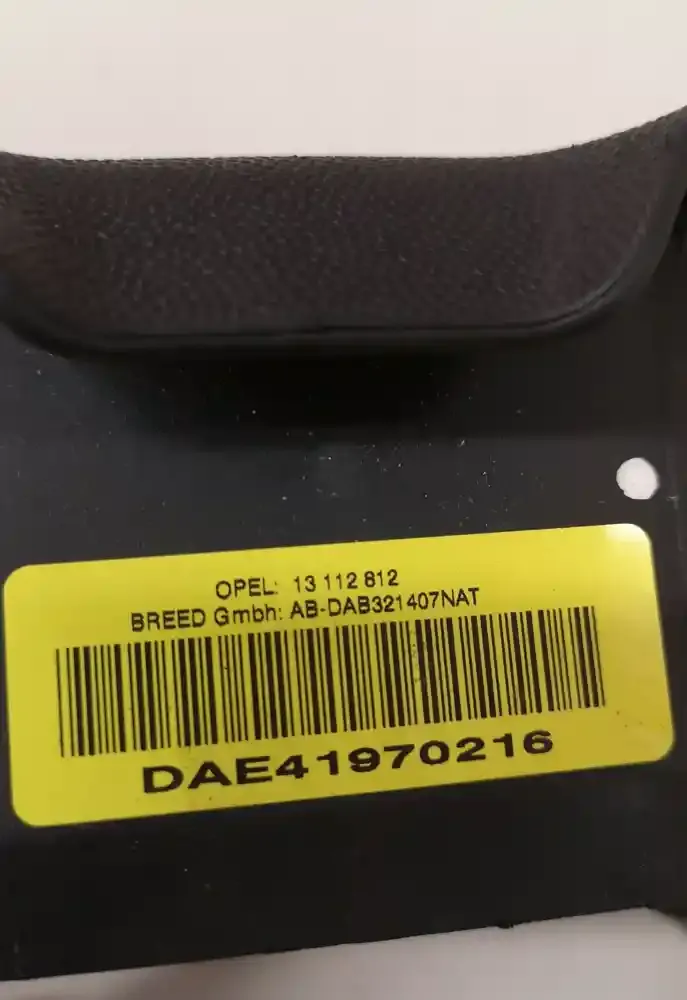 OPEL: 13 112 812
BREED Gmbh: AB-DAB321407NAT
DAE41970216